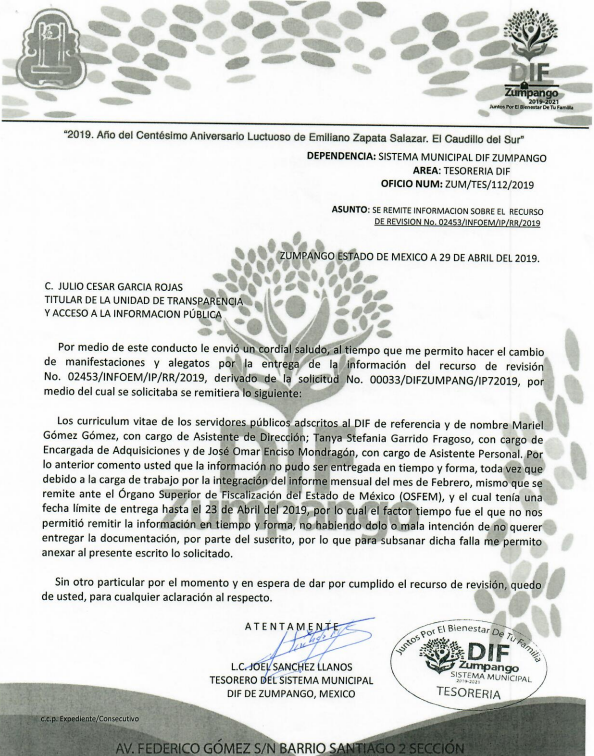 DIF
Zumpango
2019-2021
Juntos Por El Bienestar De Tu Familia
"2019. Año del Centésimo Aniversario Luctuoso de Emiliano Zapata Salazar. El Caudillo del Sur"
DEPENDENCIA: SISTEMA MUNICIPAL DIF ZUMPANGO
AREA: TESORERIA DIF
OFICIO NUM: ZUM/TES/112/2019
ASUNTO: SE REMITE INFORMACION SOBRE EL RECURSO
DE REVISION No. 02453/INFOEM/IP/RR/2019
ZUMPANGO ESTADO DE MEXICO A 29 DE ABRIL DEL 2019.
C. JULIO CESAR GARCIA ROJAS
TITULAR DE LA UNIDAD DE TRANSPARENCIA
Y ACCESO A LA INFORMACION PÚBLICA
Por medio de este conducto le envió un cordial saludo, al tiempo que me permito hacer el cambio
de manifestaciones y alegatos por la entrega de la información del recurso de revisión
No. 02453/INFOEM/IP/RR/2019, derivado de la solicitud No. 00033/DIFZUMPANG/IP72019, por
medio del cual se solicitaba se remitiera lo siguiente:
Los curriculum vitae de los servidores públicos adscritos al DIF de referencia y de nombre Mariel
Gómez Gómez, con cargo de Asistente de Dirección; Tanya Stefania Garrido Fragoso, con cargo de
Encargada de Adquisiciones y de José Omar Enciso Mondragón, con cargo de Asistente Personal. Por
lo anterior comento usted que la información no pudo ser entregada en tiempo y forma, toda vez que
debido a la carga de trabajo por la integración del informe mensual del mes de Febrero, mismo que se
remite ante el Órgano Superior de Fiscalización del Estado de México (OSFEM), y el cual tenía una
fecha límite de entrega hasta el 23 de Abril del 2019, por lo cual el factor tiempo fue el que no nos
permitió remitir la información en tiempo y forma, no habiendo dolo o mala intención de no querer
entregar la documentación, por parte del suscrito, por lo que para subsanar dicha falla me permito
anexar al presente escrito lo solicitado.
Sin otro particular por el momento y en espera de dar por cumplido el recurso de revisión, quedo
de usted, para cualquier aclaración al respecto.
DIF
Zumpango
ATENTAMENTE
L.C. JOEL SANCHEZ LLANOS
TESORERO DEL SISTEMA MUNICIPAL
DIF DE ZUMPANGO, MEXICO
Juntos Por El Bienestar De Tu Familia
DIF
Zumpango
SISTEMA MUNICIPAL
2019-2021
TESORERIA
c.c.p. Expediente/Consecutivo
AV. FEDERICO GÓMEZ S/N BARRIO SANTIAGO 2 SECCIÓN